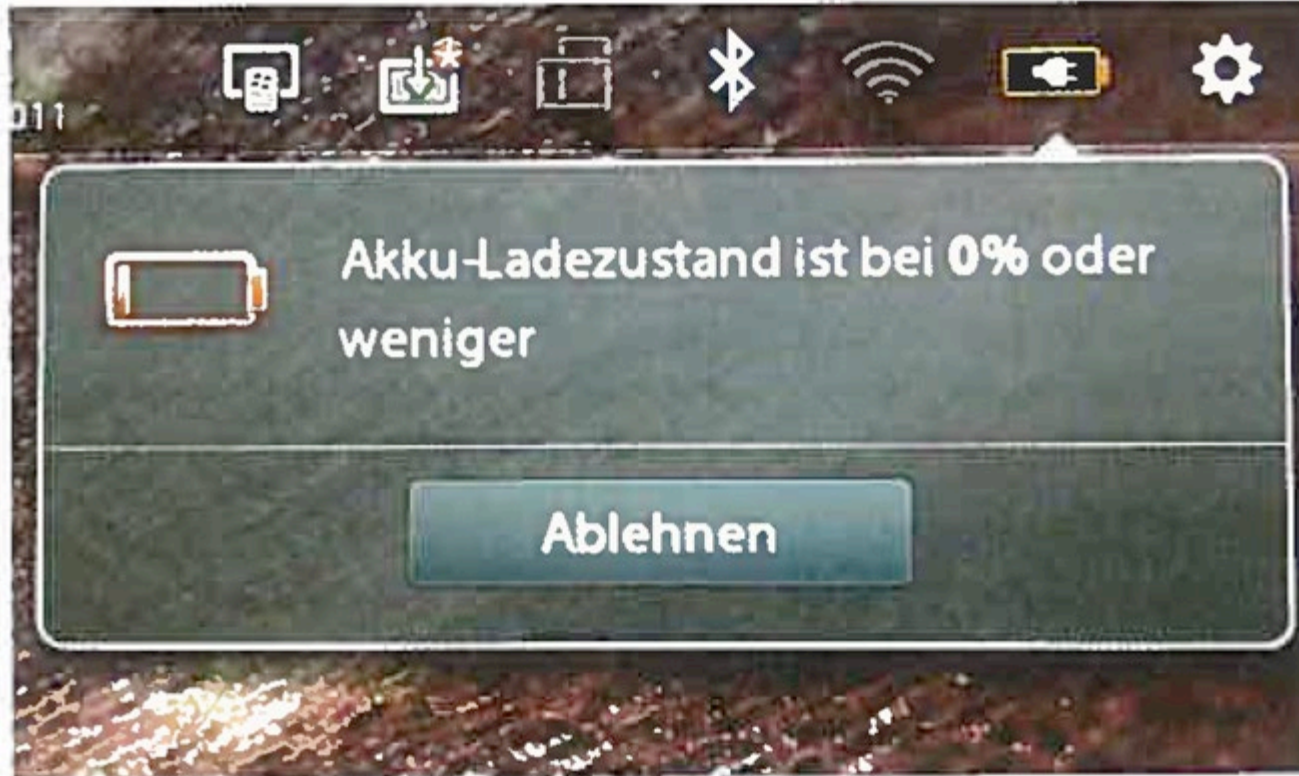 011
Akku-Ladezustand ist bei 0% oder
weniger
Ablehnen